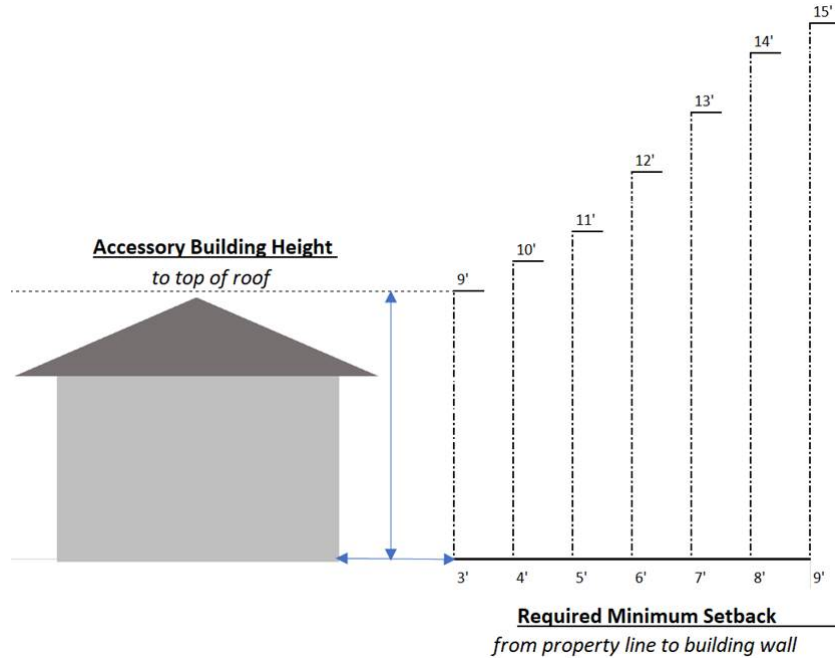 15'
14'
13'
12'
11'
10'
9'
Accessory Building Height
to top of roof
3' 4' 5' 6' 7' 8' 9'
Required Minimum Setback
from property line to building wall